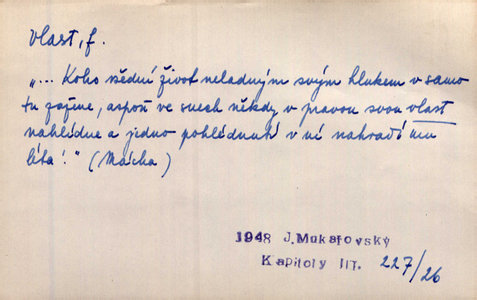 vlast, f.
„... Koho všední život neladným svým hlukem v samo
tu zajme, aspoň ve snech někdy v pravou svou vlast
nahlédne a jedno pohlédnutí v ní nahradí mu
léta!" (Mácha)
1948 J.Mukařovský
Kapitoly III. 227/26